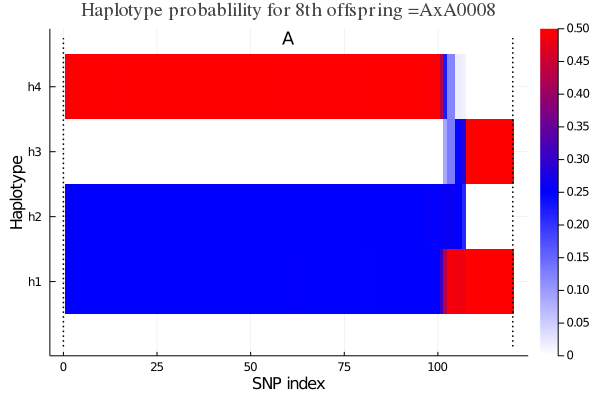 Haplotype probablility for 8th offspring =AxA0008
A
Haplotype
h4
h3
h2
h1
0
25
50
75
100
SNP index
0.50
0.45
0.40
0.35
0.30
0.25
0.20
0.15
0.10
0.05
0